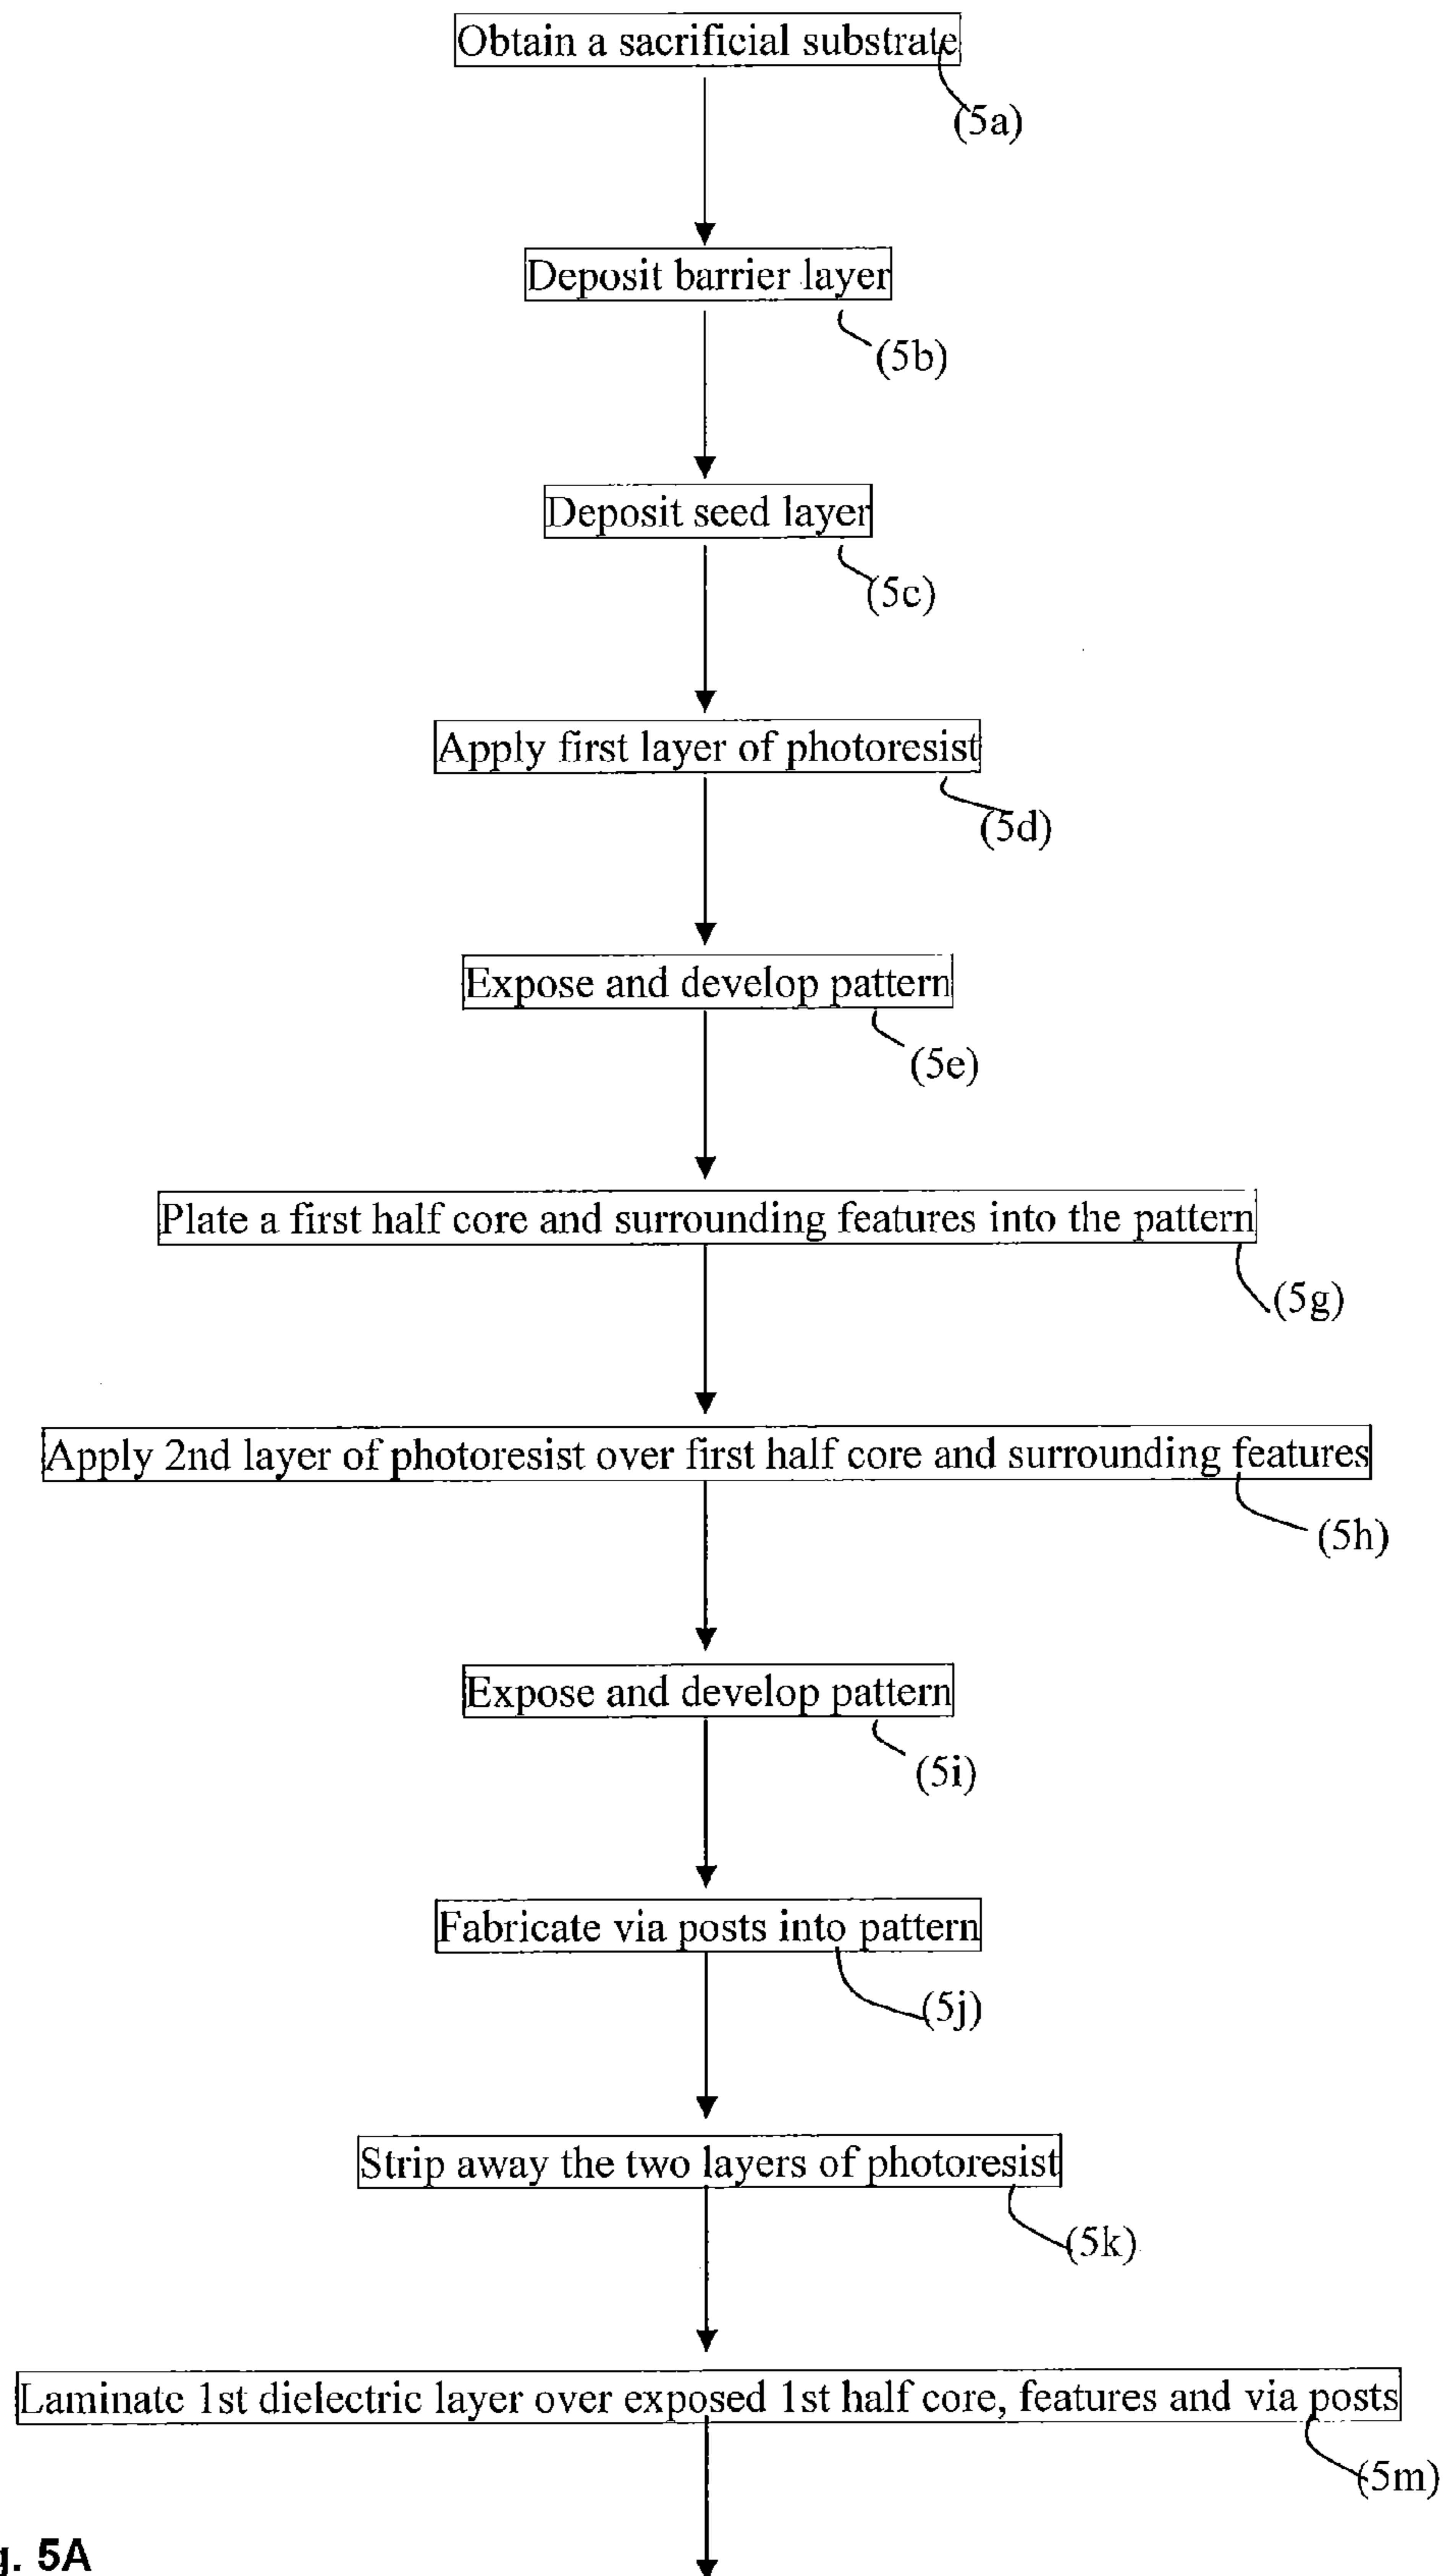 Obtain a sacrificial substrate
(5a)
Deposit barrier layer
(5b)
Deposit seed layer
(5c)
Apply first layer of photoresist
(5d)
Expose and develop pattern
(5e)
Plate a first half core and surrounding features into the pattern
(5g)
Apply 2nd layer of photoresist over first half core and surrounding features
(5h)
Expose and develop pattern
(5i)
Fabricate via posts into pattern
(5j)
Strip away the two layers of photoresist
(5k)
Laminate 1st dielectric layer over exposed 1st half core, features and via posts
(5m)
g. 5A